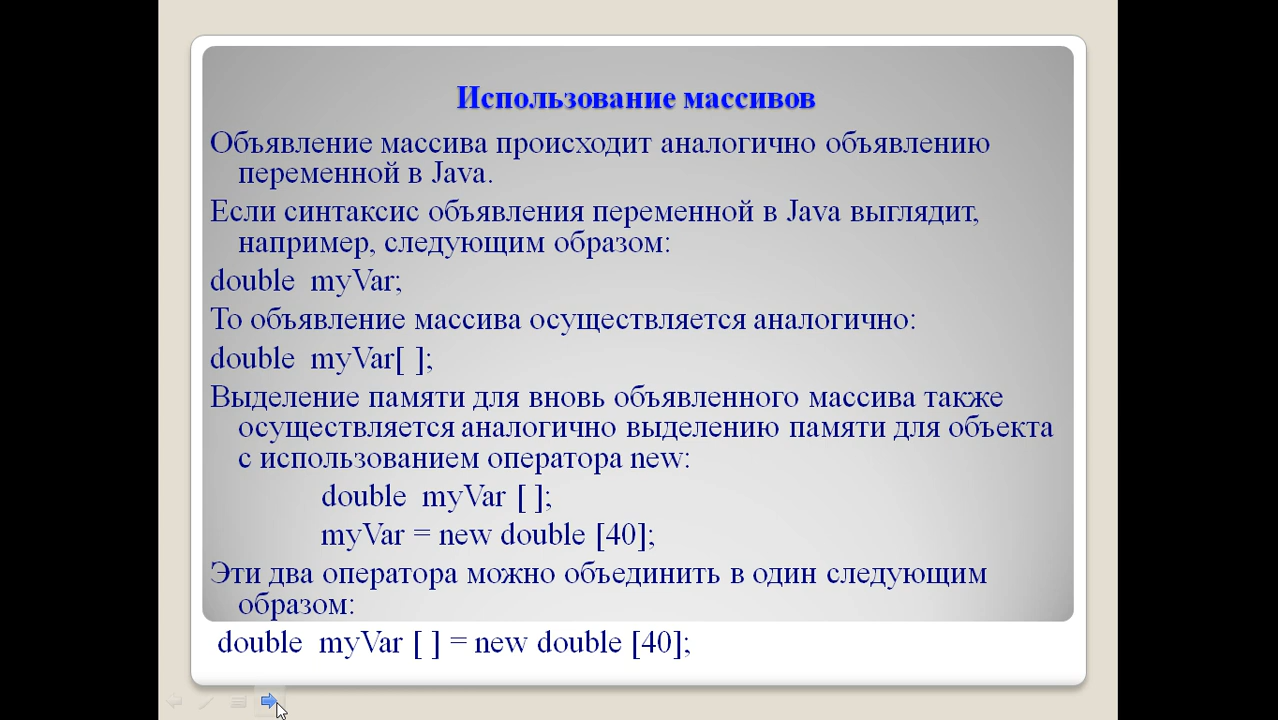 Использование массивов
Объявление массива происходит аналогично объявлению
переменной в Java.
Если синтаксис объявления переменной в Java выглядит,
например, следующим образом:
double  myVar;
То объявление массива осуществляется аналогично:
double  myVar[ ];
Выделение памяти для вновь объявленного массива также
осуществляется аналогично выделению памяти для объекта
с использованием оператора new:
double  myVar [ ];
myVar = new double [40];
Эти два оператора можно объединить в один следующим
образом:
double  myVar [ ] = new double [40];